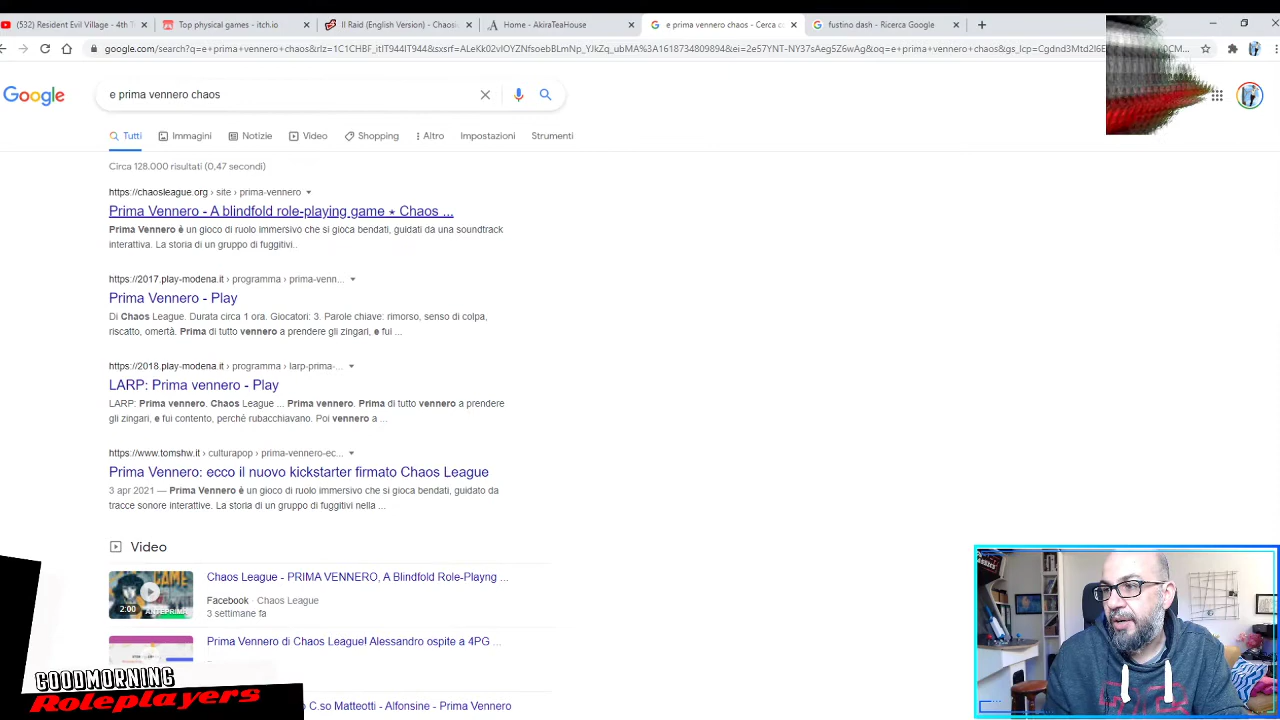 (532) Resident Evil Village - 4th T
Top physical games - itch.io
Il Raid (English Version) - Chaosl
Home - AkiraTeaHouse
e prima vennero chaos - Cerca c
fustino dash - Ricerca Google
Google
e prima vennero chaos
Tutti
Immagini
Notizie
Video
Shopping
Altro
Impostazioni
Strumenti
Circa 128.000 risultati (0,47 secondi)
https://chaosleague.org › site › prima-vennero
Prima Vennero - A blindfold role-playing game ⋆ Chaos ...
Prima Vennero è un gioco di ruolo immersivo che si gioca bendati, guidati da una soundtrack
interattiva. La storia di un gruppo di fuggitivi..
https://2017.play-modena.it › programma › prima-venn...
Prima Vennero - Play
Di Chaos League. Durata circa 1 ora. Giocatori: 3. Parole chiave: rimorso, senso di colpa,
riscatto, omertà. Prima di tutto vennero a prendere gli zingari, e fui ...
https://2018.play-modena.it › programma › larp-prima-...
LARP: Prima vennero - Play
LARP: Prima vennero. Chaos League ... Prima vennero. Prima di tutto vennero a prendere
gli zingari, e fui contento, perché rubacchiavano. Poi vennero a ...
https://www.tomshw.it › culturapop › prima-vennero-ec...
Prima Vennero: ecco il nuovo kickstarter firmato Chaos League
3 apr 2021 — Prima Vennero è un gioco di ruolo immersivo che si gioca bendati, guidato da
tracce sonore interattive. La storia di un gruppo di fuggitivi nella ...
Video
2:00
Chaos League - PRIMA VENNERO, A Blindfold Role-Playng ...
Facebook · Chaos League
3 settimane fa
Prima Vennero di Chaos League! Alessandro ospite a 4PG ...
C.so Matteotti - Alfonsine - Prima Vennero
GOODMORNING
Roleplayers